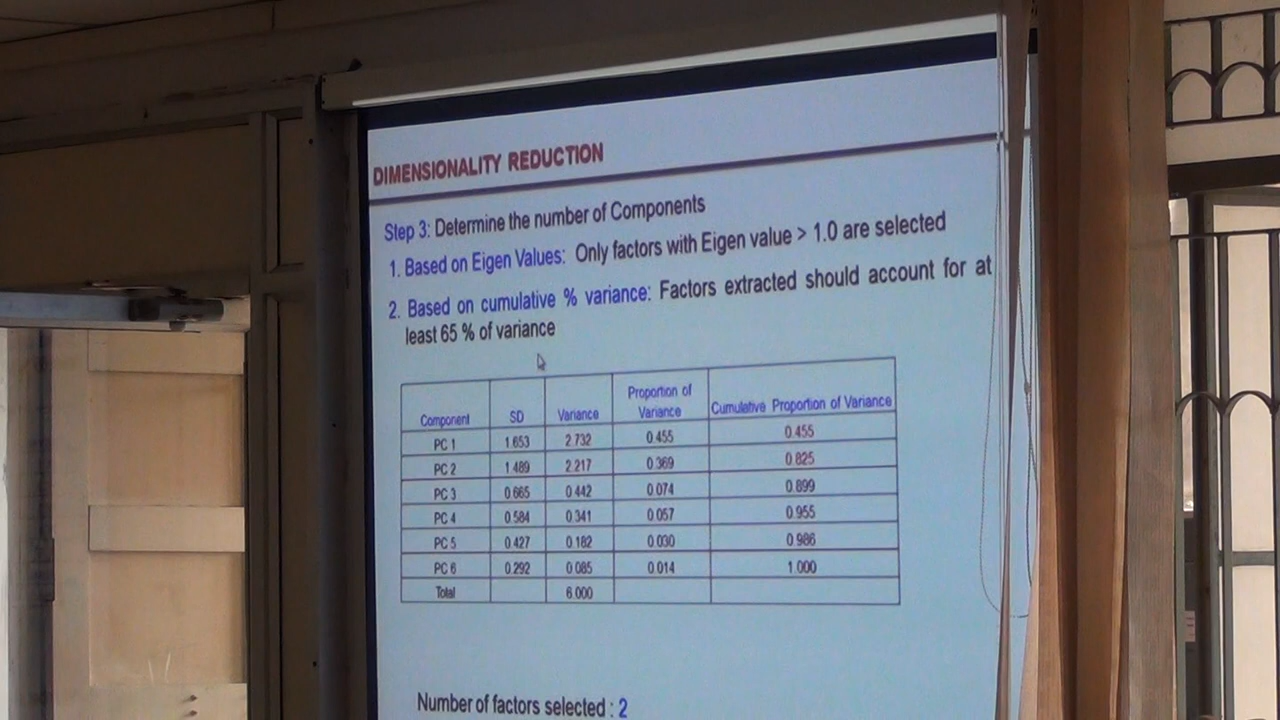 DIMENSIONALITY REDUCTION
Step 3: Determine the number of Components
1. Based on Eigen Values: Only factors with Eigen value > 1.0 are selected
2. Based on cumulative % variance: Factors extracted should account for at
least 65 % of variance
Component SD Variance Proportion of Variance Cumulative Proportion of Variance
PC 1 1.653 2.732 0.455 0.455
PC 2 1.489 2.217 0.369 0.825
PC 3 0.665 0.442 0.074 0.899
PC 4 0.584 0.341 0.057 0.955
PC 5 0.427 0.182 0.030 0.986
PC 6 0.292 0.085 0.014 1.000
Total 6.000
Number of factors selected : 2